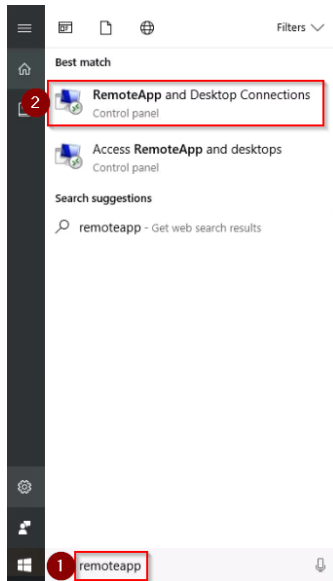 Filters
Best match
2
RemoteApp and Desktop Connections
Control panel
Access RemoteApp and desktops
Control panel
Search suggestions
remoteapp - Get web search results
1
remoteapp